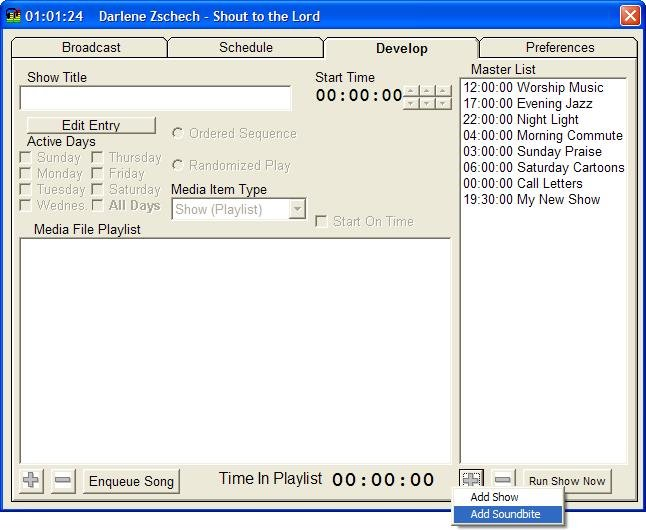 01:01:24 Darlene Zschech - Shout to the Lord
Broadcast Schedule Develop Preferences
Show Title
Start Time
00:00:00
Edit Entry
Active Days
Sunday Thursday
Monday Friday
Tuesday Saturday
Wednes. All Days
Ordered Sequence
Randomized Play
Media Item Type
Show (Playlist)
Start On Time
Media File Playlist
Master List
12:00:00 Worship Music
17:00:00 Evening Jazz
22:00:00 Night Light
04:00:00 Morning Commute
03:00:00 Sunday Praise
06:00:00 Saturday Cartoons
00:00:00 Call Letters
19:30:00 My New Show
Enqueue Song
Time In Playlist 00:00:00
Run Show Now
Add Show
Add Soundbite